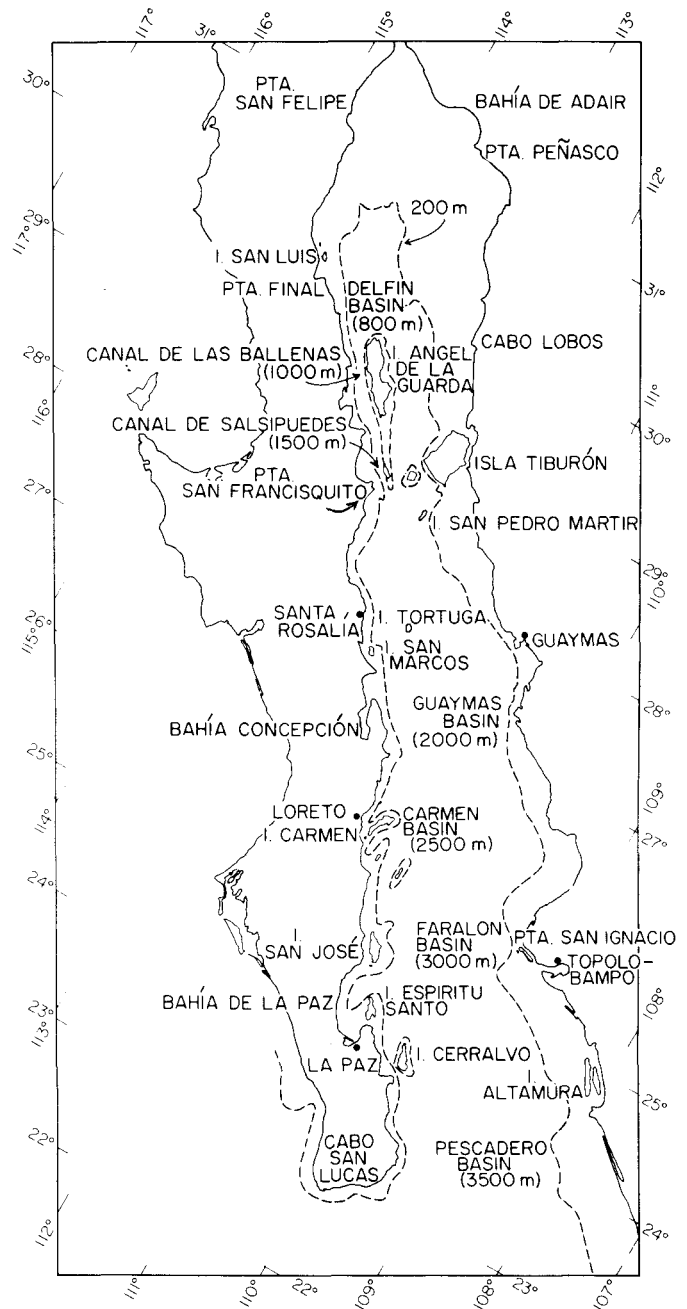 117°
31°
116°
115°
114°
113°
30°
PTA.
SAN FELIPE
BAHÍA DE ADAIR
PTA. PEÑASCO
112°
29°
117°
200 m
I. SAN LUIS
PTA. FINAL
DELFIN
BASIN
(800 m)
31°
CABO LOBOS
28°
116°
CANAL DE LAS BALLENAS
(1000 m)
I. ANGEL
DE LA
GUARDA
111°
30°
CANAL DE SALSIPUEDES
(1500 m)
ISLA TIBURÓN
27°
PTA.
SAN FRANCISQUITO
I. SAN PEDRO MARTIR
29°
110°
26°
115°
SANTA
ROSALÍA
I. TORTUGA
I. SAN
MARCOS
GUAYMAS
28°
BAHÍA CONCEPCIÓN
GUAYMAS
BASIN
(2000 m)
25°
109°
114°
LORETO
I. CARMEN
CARMEN
BASIN
(2500 m)
27°
24°
I.
SAN JOSÉ
FARALON
BASIN
(3000 m)
PTA. SAN IGNACIO
TOPOLO-
BAMPO
23°
113°
BAHÍA DE LA PAZ
I. ESPIRITU
SANTO
108°
LA PAZ
I. CERRALVO
I.
ALTAMURA
25°
22°
CABO
SAN
LUCAS
PESCADERO
BASIN
(3500 m)
112°
24°
111°
110°
22°
109°
108°
23°
107°